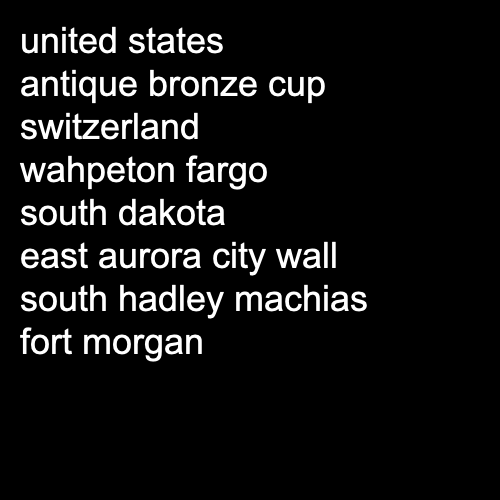 united states
antique bronze cup
switzerland
wahpeton fargo
south dakota
east aurora city wall
south hadley machias
fort morgan